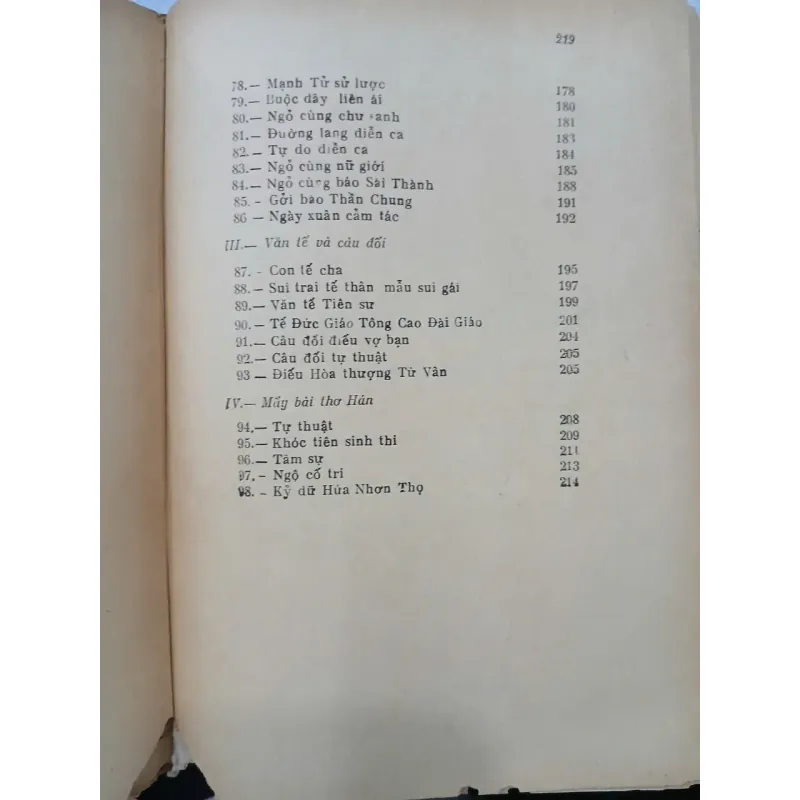 219
78.— Mạnh Tử sử lược 178
79.— Buộc dây liên ái 180
80.— Ngỏ cùng chư sanh 181
81.— Đường lang diễn ca 183
82.— Tự do diễn ca 184
83.— Ngỏ cùng nữ giới 185
84.— Ngỏ cùng báo Sài Thành 188
85.- Gởi báo Thần Chung 191
86 — Ngày xuân cảm tác 192
III.— Văn tế và câu đối
87. - Con tế cha 195
88.— Sui trai tế thân mẫu sui gái 197
89.— Văn tế Tiên sư 199
90.- Tế Đức Giáo Tông Cao Đài Giáo 201
91.— Câu đối điếu vợ bạn 204
92.— Câu đối tự thuật 205
93 — Điếu Hòa thượng Từ Vân 205
IV.— Mấy bài thơ Hán
94.— Tự thuật 208
95.— Khóc tiên sinh thi 209
96.— Tâm sự 211
97.- Ngộ cố tri 213
98. - Kỹ dữ Hứa Nhơn Thọ 214